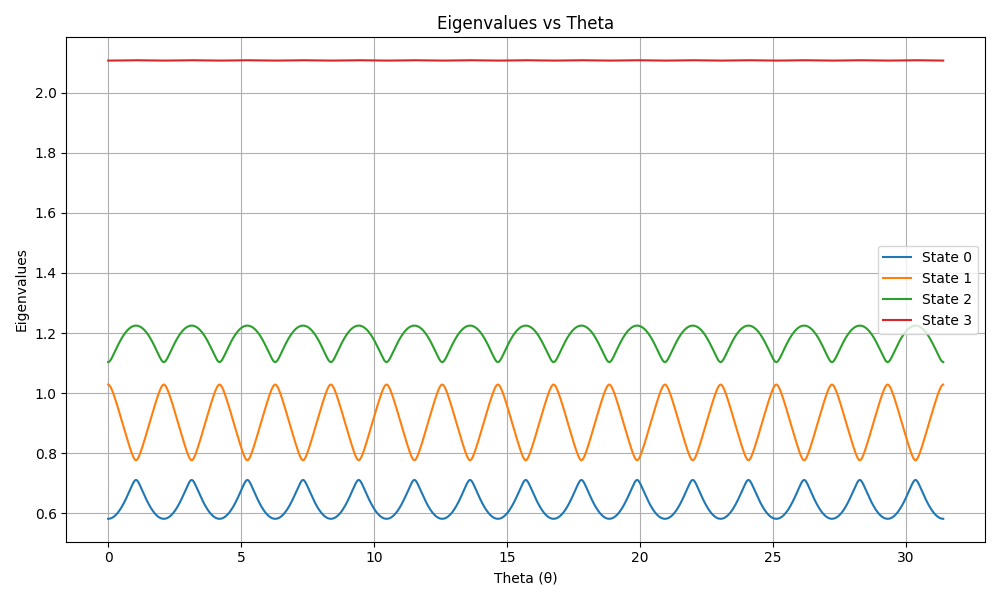 Eigenvalues vs Theta
Eigenvalues
2.0
1.8
1.6
1.4
1.2
1.0
0.8
0.6
State 0
State 1
State 2
State 3
0
5
10
15
20
25
30
Theta (θ)